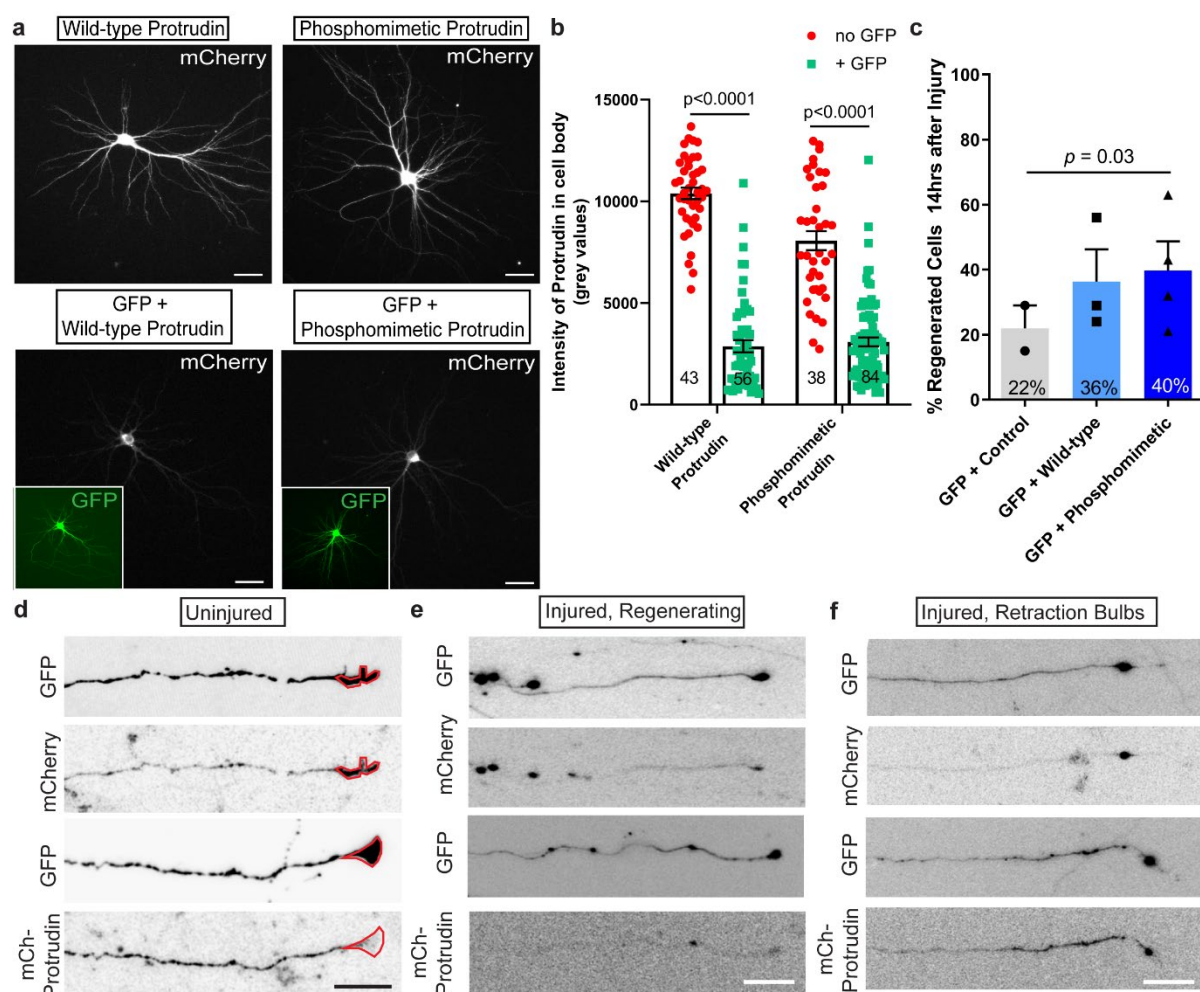 a
Wild-type Protrudin
mCherry
Phosphomimetic Protrudin
mCherry
GFP +
Wild-type Protrudin
mCherry
GFP
GFP +
Phosphomimetic Protrudin
mCherry
GFP
b
no GFP
+ GFP
Intensity of Protrudin in cell body
(grey values)
15000
10000
5000
0
p<0.0001
p<0.0001
43
56
38
84
Wild-type
Protrudin
Phosphomimetic
Protrudin
c
% Regenerated Cells 14hrs after Injury
100
80
60
40
20
0
p = 0.03
22%
36%
40%
GFP + Control
GFP + Wild-type
GFP + Phosphomimetic
d
Uninjured
GFP
mCherry
GFP
mCh-
Protrudin
e
Injured, Regenerating
GFP
mCherry
GFP
mCh-
Protrudin
f
Injured, Retraction Bulbs
GFP
mCherry
GFP
mCh-
Protrudin